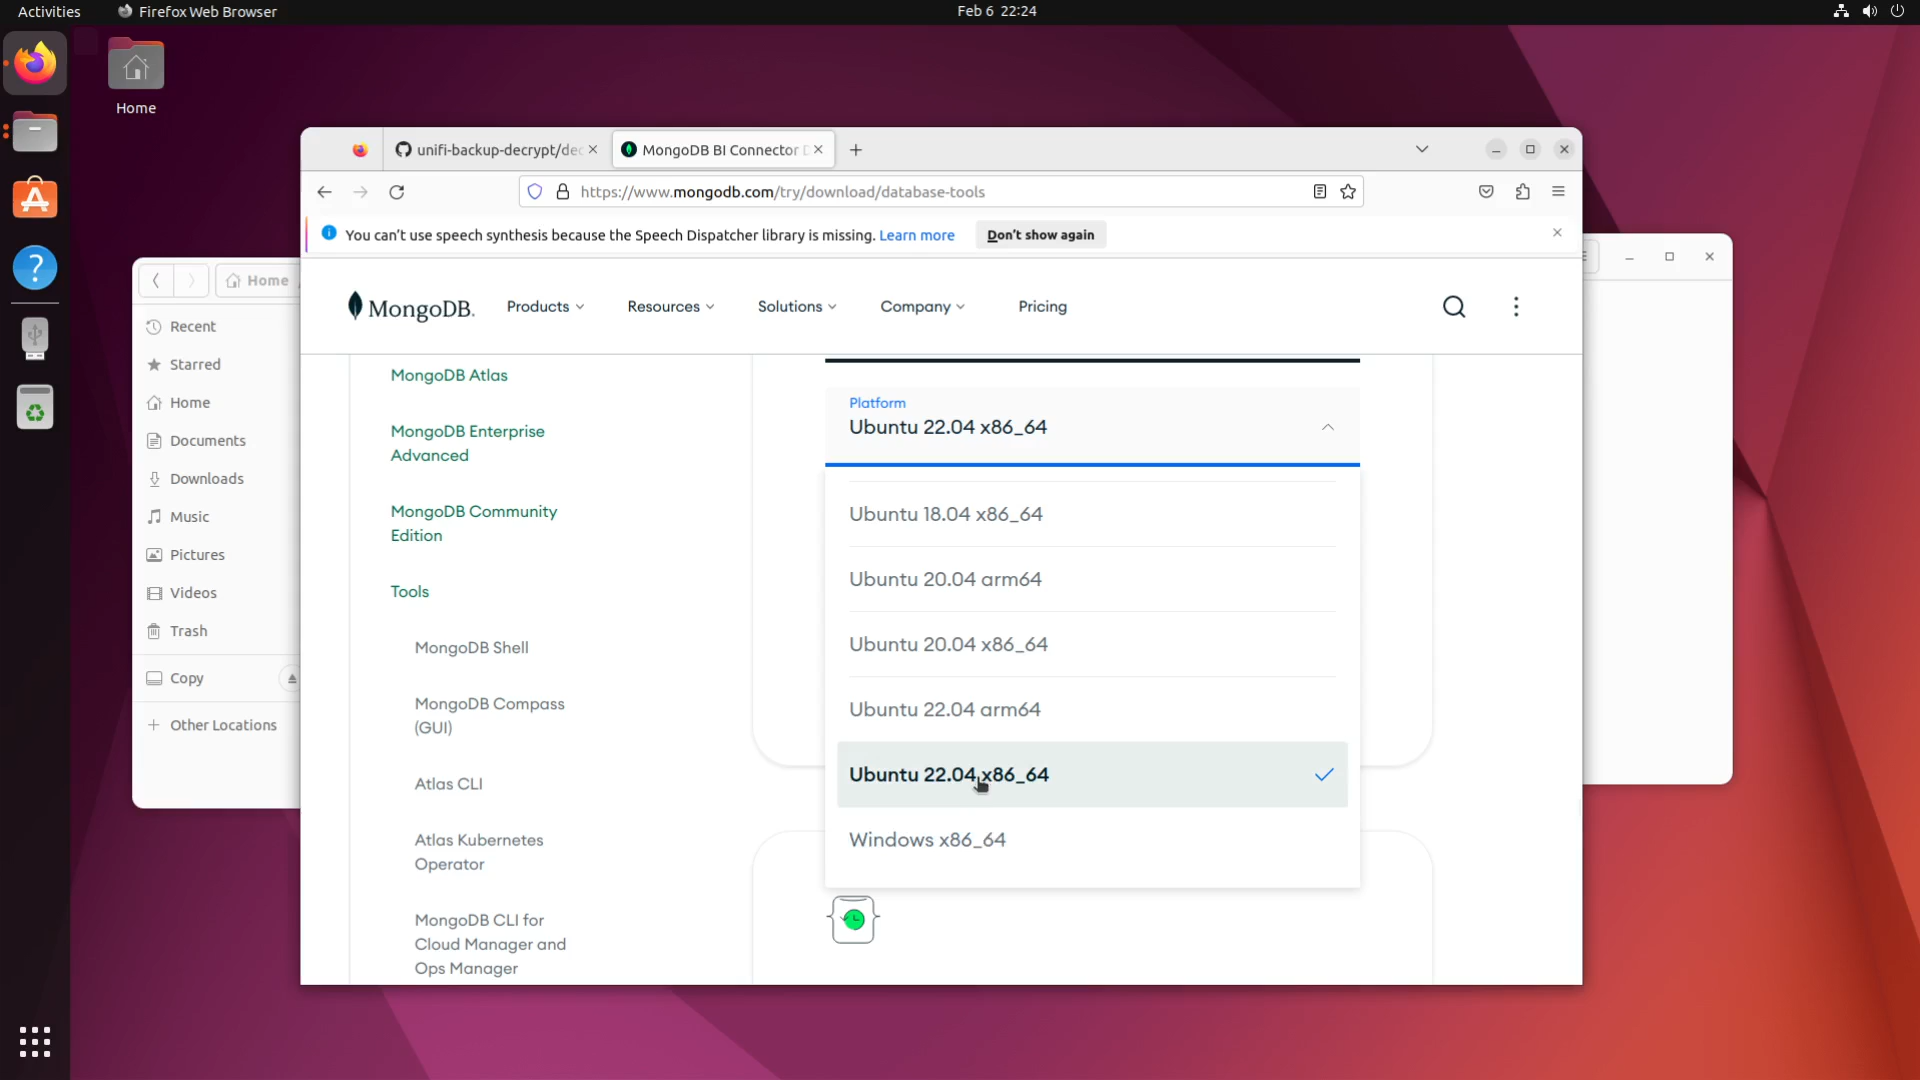 Activities
Firefox Web Browser
Feb 6 22:24
Home
unifi-backup-decrypt/dec
MongoDB BI Connector D
https://www.mongodb.com/try/download/database-tools
You can't use speech synthesis because the Speech Dispatcher library is missing. Learn more
Don't show again
Home
Recent
Starred
Home
Documents
Downloads
Music
Pictures
Videos
Trash
Copy
+ Other Locations
MongoDB.
Products
Resources
Solutions
Company
Pricing
MongoDB Atlas
MongoDB Enterprise
Advanced
MongoDB Community
Edition
Tools
MongoDB Shell
MongoDB Compass
(GUI)
Atlas CLI
Atlas Kubernetes
Operator
MongoDB CLI for
Cloud Manager and
Ops Manager
Platform
Ubuntu 22.04 x86_64
Ubuntu 18.04 x86_64
Ubuntu 20.04 arm64
Ubuntu 20.04 x86_64
Ubuntu 22.04 arm64
Ubuntu 22.04 x86_64
Windows x86_64